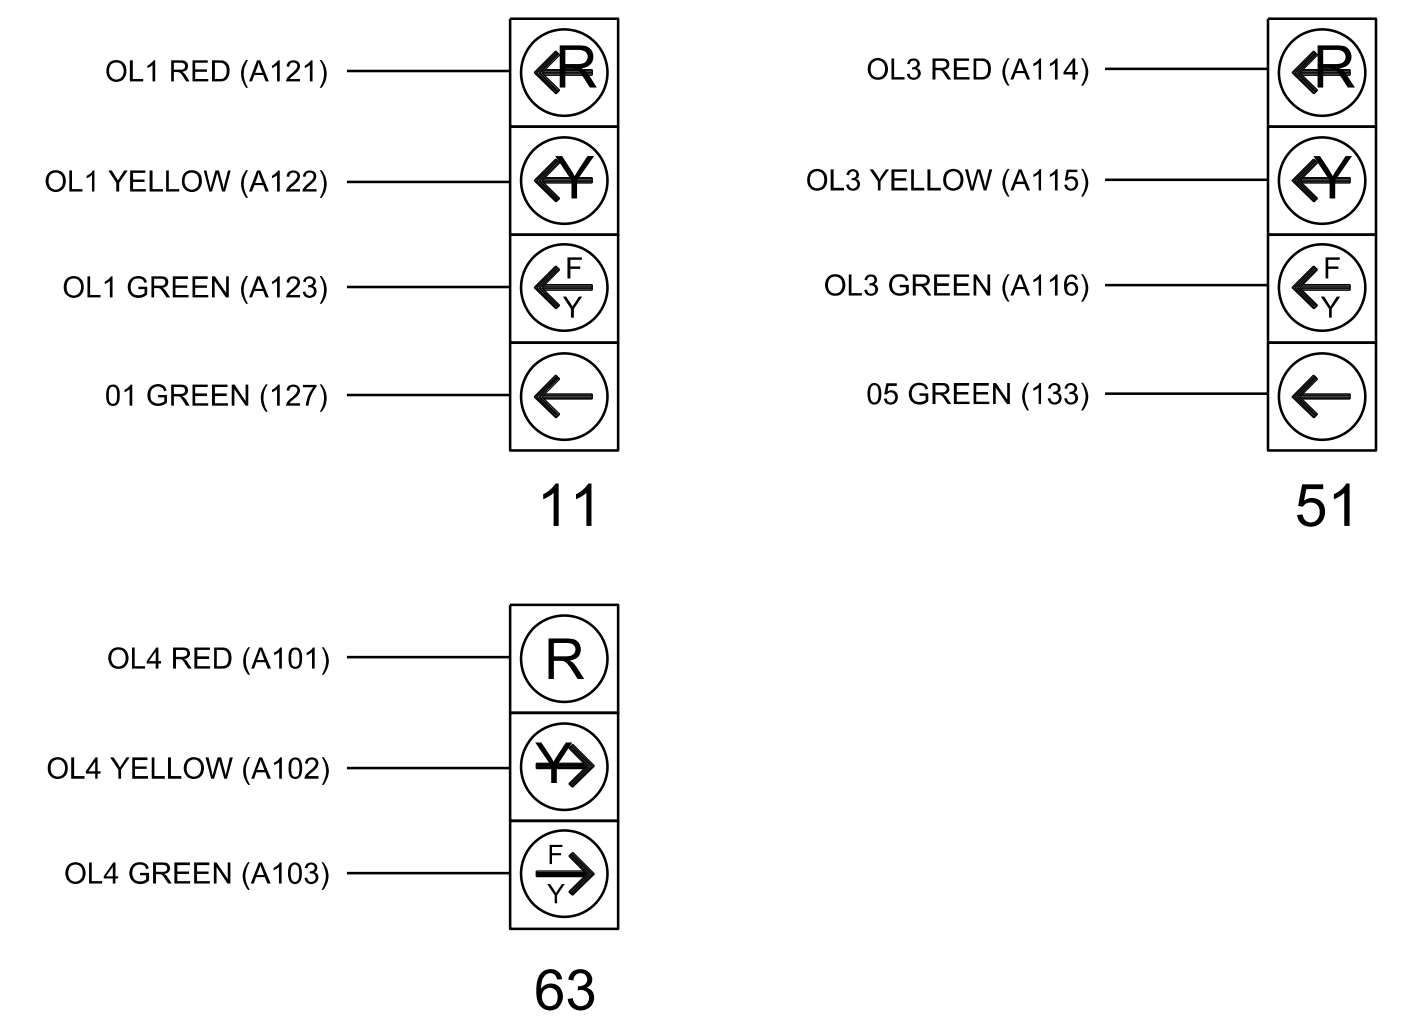 OL1 RED (A121)
R
OL1 YELLOW (A122)
Y
OL1 GREEN (A123)
F
Y
01 GREEN (127)
11
OL3 RED (A114)
R
OL3 YELLOW (A115)
Y
OL3 GREEN (A116)
F
Y
05 GREEN (133)
51
OL4 RED (A101)
R
OL4 YELLOW (A102)
Y
OL4 GREEN (A103)
F
Y
63